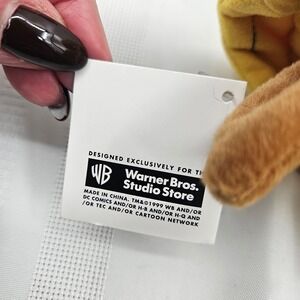 DESIGNED EXCLUSIVELY FOR TH
WB
Warner Bros.
Studio Store
MADE IN CHINA. TM&©1999 WB AND/OR
DC COMICS AND/OR H-B AND/OR H-Q AND
/OR TEC AND/OR CARTOON NETWORK